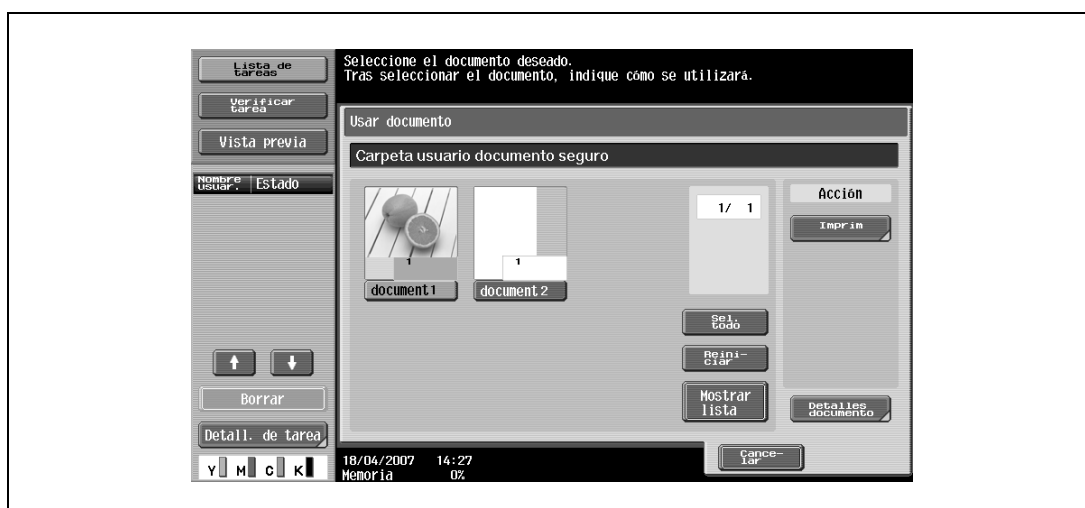 Lista de
tareas
Verificar
tarea
Vista previa
Nombre
usuar.
Estado
Borrar
Detall. de tarea
Y M C K
Seleccione el documento deseado.
Tras seleccionar el documento, indique cómo se utilizará.
Usar documento
Carpeta usuario documento seguro
1
document1
1
document2
1/ 1
Sel.
todo
Reini-
ciar
Mostrar
lista
Acción
Imprim
Detalles
documento
Cance-
lar
18/04/2007 14:27
Memoria 0%